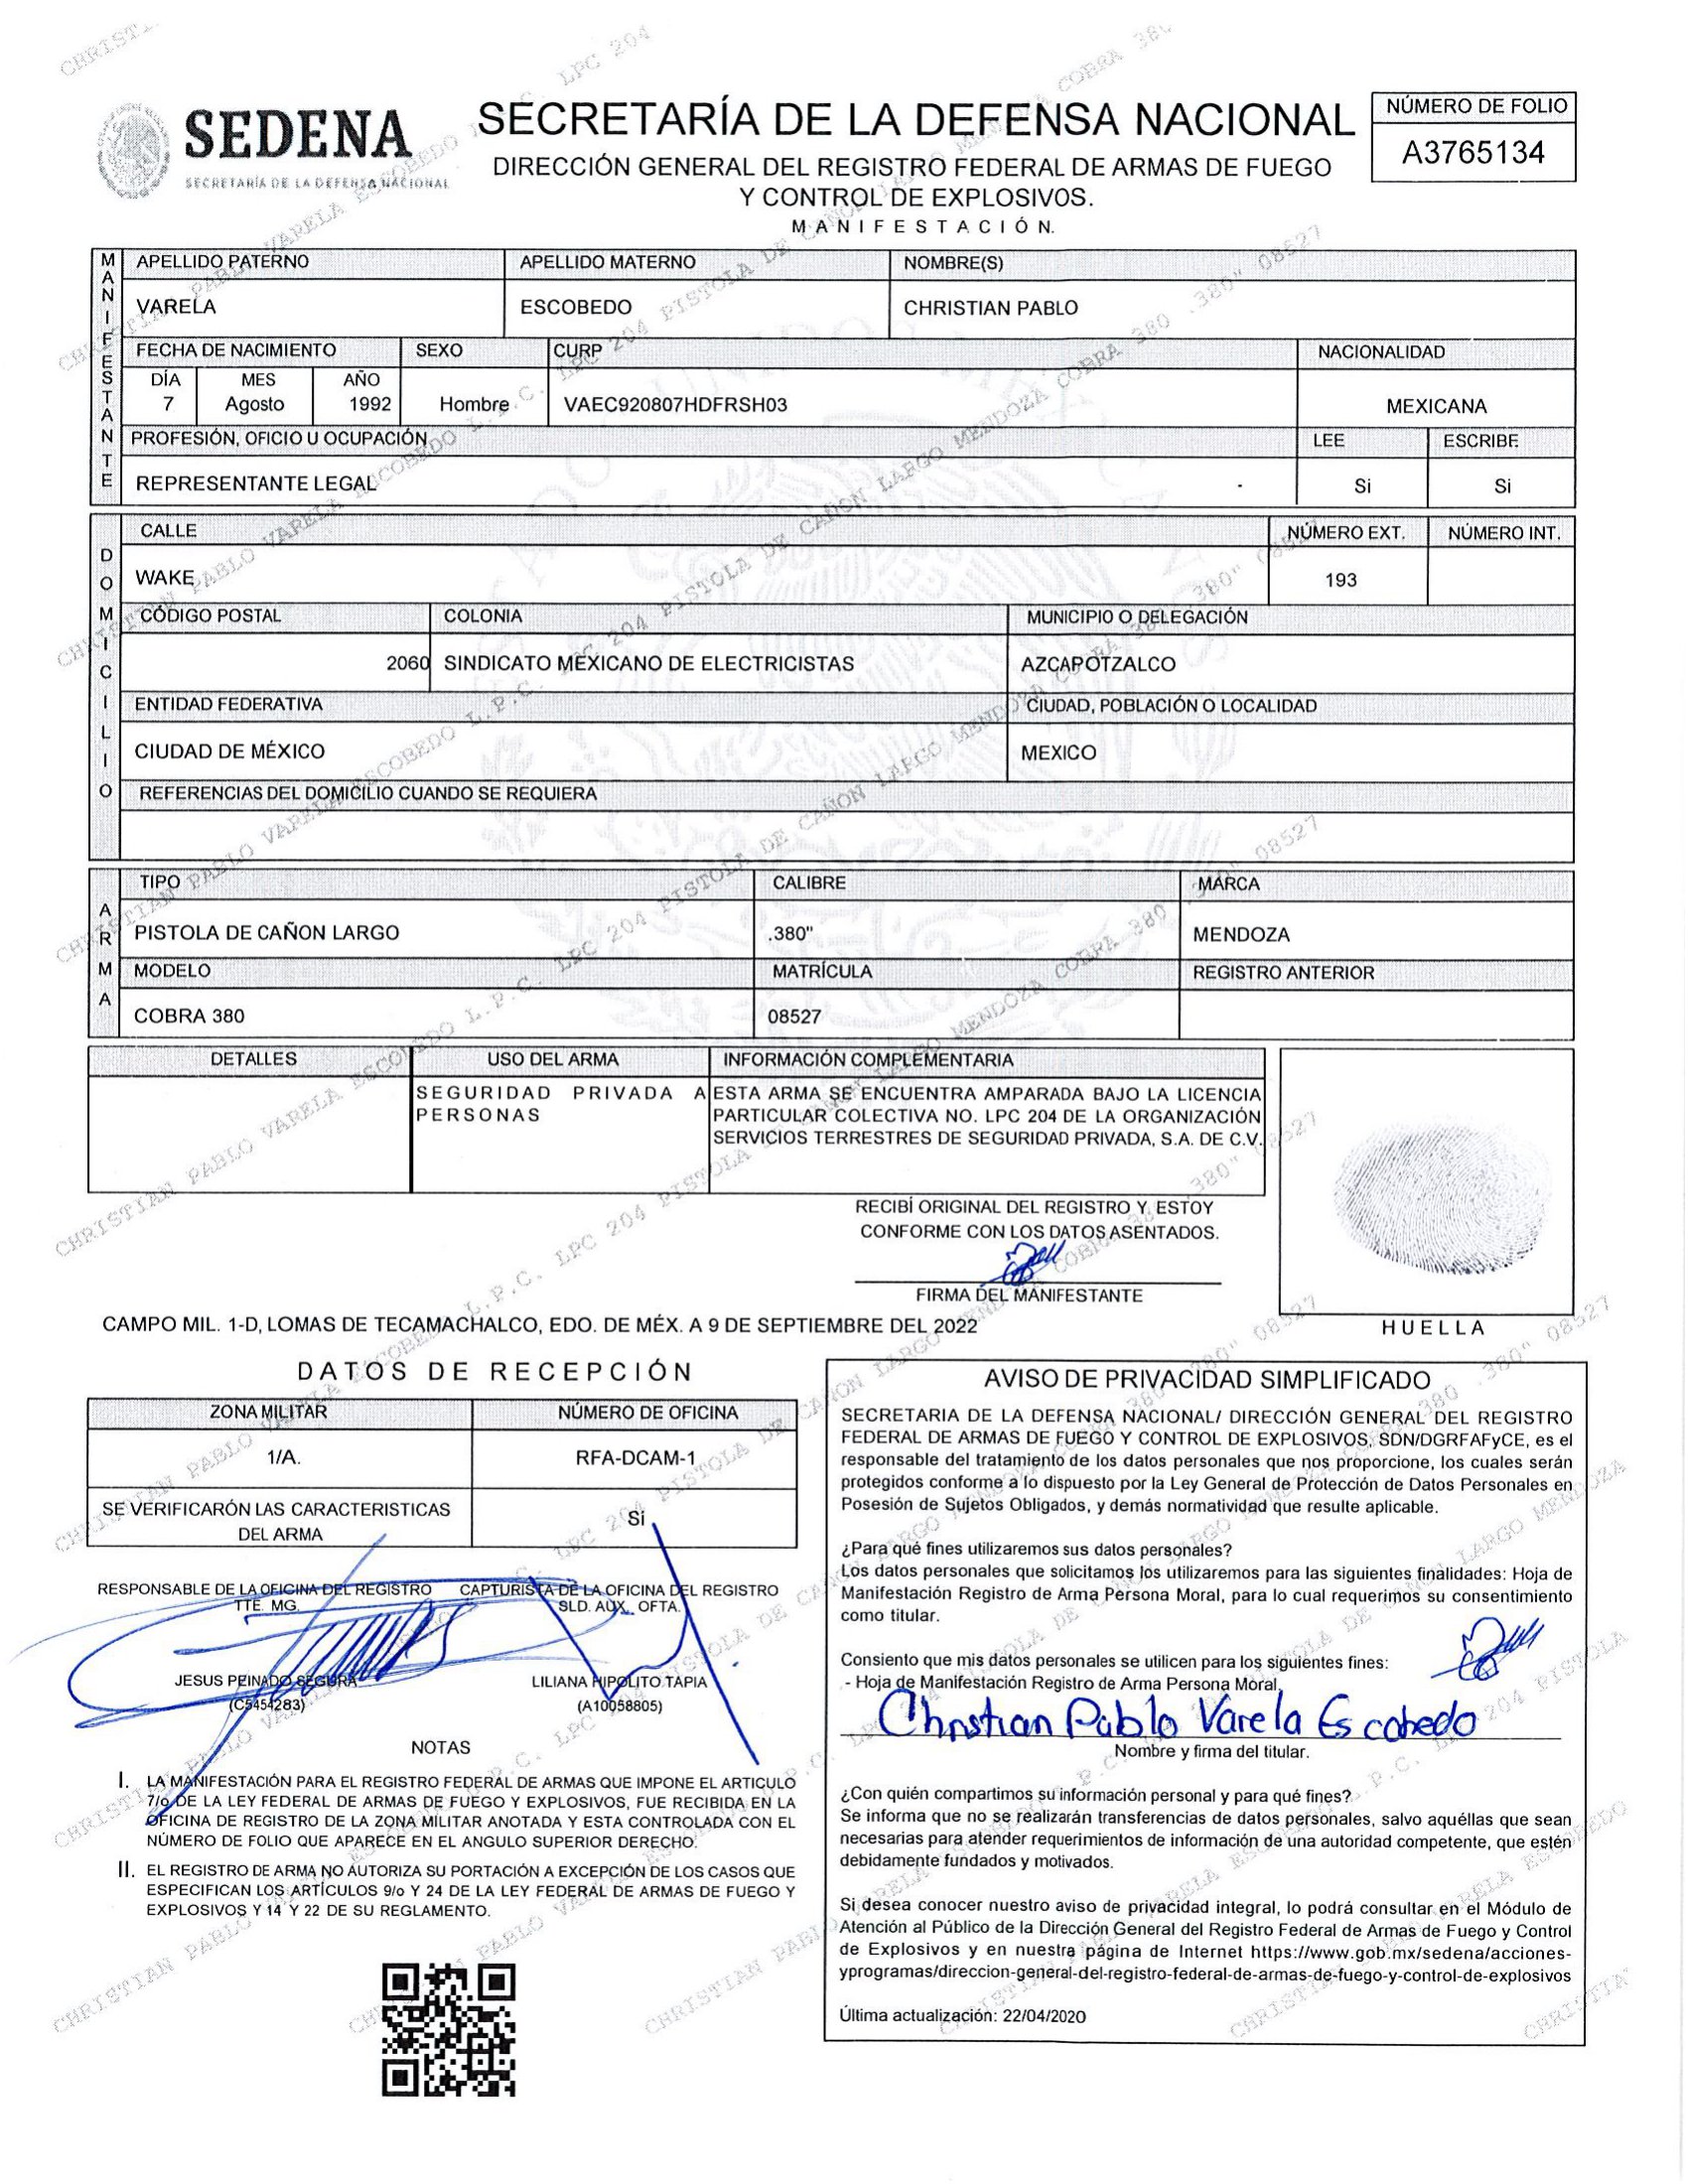 SEDENA
SECRETARÍA DE LA DEFENSA NACIONAL
SECRETARÍA DE LA DEFENSA NACIONAL
DIRECCIÓN GENERAL DEL REGISTRO FEDERAL DE ARMAS DE FUEGO
Y CONTROL DE EXPLOSIVOS.
MANIFESTACIÓN.
NÚMERO DE FOLIO
A3765134
MANIFESTANTE
APELLIDO PATERNO APELLIDO MATERNO NOMBRE(S)
VARELA ESCOBEDO CHRISTIAN PABLO
FECHA DE NACIMIENTO SEXO CURP NACIONALIDAD
DÍA MES AÑO
7 Agosto 1992 Hombre VAEC920807HDFRSH03 MEXICANA
PROFESIÓN, OFICIO U OCUPACIÓN LEE ESCRIBE
REPRESENTANTE LEGAL Si Si
DOMICILIO
CALLE NÚMERO EXT. NÚMERO INT.
WAKE 193
CÓDIGO POSTAL COLONIA MUNICIPIO O DELEGACIÓN
2060 SINDICATO MEXICANO DE ELECTRICISTAS AZCAPOTZALCO
ENTIDAD FEDERATIVA CIUDAD, POBLACIÓN O LOCALIDAD
CIUDAD DE MÉXICO MEXICO
REFERENCIAS DEL DOMICILIO CUANDO SE REQUIERA
ARMA
TIPO CALIBRE MARCA
PISTOLA DE CAÑON LARGO .380" MENDOZA
MODELO MATRÍCULA REGISTRO ANTERIOR
COBRA 380 08527
DETALLES USO DEL ARMA INFORMACIÓN COMPLEMENTARIA
SEGURIDAD PRIVADA A
PERSONAS
ESTA ARMA SE ENCUENTRA AMPARADA BAJO LA LICENCIA
PARTICULAR COLECTIVA NO. LPC 204 DE LA ORGANIZACIÓN
SERVICIOS TERRESTRES DE SEGURIDAD PRIVADA, S.A. DE C.V.
RECIBÍ ORIGINAL DEL REGISTRO Y ESTOY
CONFORME CON LOS DATOS ASENTADOS.
FIRMA DEL MANIFESTANTE
HUELLA
CAMPO MIL. 1-D, LOMAS DE TECAMACHALCO, EDO. DE MÉX. A 9 DE SEPTIEMBRE DEL 2022
DATOS DE RECEPCIÓN
ZONA MILITAR NÚMERO DE OFICINA
1/A. RFA-DCAM-1
SE VERIFICARÓN LAS CARACTERISTICAS
DEL ARMA
Si
RESPONSABLE DE LA OFICINA DEL REGISTRO CAPTURISTA DE LA OFICINA DEL REGISTRO
TTE. MG. SLD. AUX. OFTA.
JESUS PEINADO SEGURA LILIANA HIPOLITO TAPIA
(C5454283) (A10058805)
NOTAS
I. LA MANIFESTACIÓN PARA EL REGISTRO FEDERAL DE ARMAS QUE IMPONE EL ARTICULO
7/o DE LA LEY FEDERAL DE ARMAS DE FUEGO Y EXPLOSIVOS, FUE RECIBIDA EN LA
OFICINA DE REGISTRO DE LA ZONA MILITAR ANOTADA Y ESTA CONTROLADA CON EL
NÚMERO DE FOLIO QUE APARECE EN EL ANGULO SUPERIOR DERECHO.
II. EL REGISTRO DE ARMA NO AUTORIZA SU PORTACIÓN A EXCEPCIÓN DE LOS CASOS QUE
ESPECIFICAN LOS ARTÍCULOS 9/o Y 24 DE LA LEY FEDERAL DE ARMAS DE FUEGO Y
EXPLOSIVOS Y 14 Y 22 DE SU REGLAMENTO.
AVISO DE PRIVACIDAD SIMPLIFICADO
SECRETARIA DE LA DEFENSA NACIONAL/ DIRECCIÓN GENERAL DEL REGISTRO
FEDERAL DE ARMAS DE FUEGO Y CONTROL DE EXPLOSIVOS, SDN/DGRFAFyCE, es el
responsable del tratamiento de los datos personales que nos proporcione, los cuales serán
protegidos conforme a lo dispuesto por la Ley General de Protección de Datos Personales en
Posesión de Sujetos Obligados, y demás normatividad que resulte aplicable.
¿Para qué fines utilizaremos sus datos personales?
Los datos personales que solicitamos los utilizaremos para las siguientes finalidades: Hoja de
Manifestación Registro de Arma Persona Moral, para lo cual requerimos su consentimiento
como titular.
Consiento que mis datos personales se utilicen para los siguientes fines:
- Hoja de Manifestación Registro de Arma Persona Moral.
Christian Pablo Varela Escobedo
Nombre y firma del titular.
¿Con quién compartimos su información personal y para qué fines?
Se informa que no se realizarán transferencias de datos personales, salvo aquéllas que sean
necesarias para atender requerimientos de información de una autoridad competente, que estén
debidamente fundados y motivados.
Si desea conocer nuestro aviso de privacidad integral, lo podrá consultar en el Módulo de
Atención al Público de la Dirección General del Registro Federal de Armas de Fuego y Control
de Explosivos y en nuestra página de Internet https://www.gob.mx/sedena/acciones-
yprogramas/direccion-general-del-registro-federal-de-armas-de-fuego-y-control-de-explosivos
Última actualización: 22/04/2020
CHRISTIAN PABLO VARELA ESCOBEDO L.P.C. LPC 204 PISTOLA DE CAÑON LARGO MENDOZA COBRA 380 .380" 08527